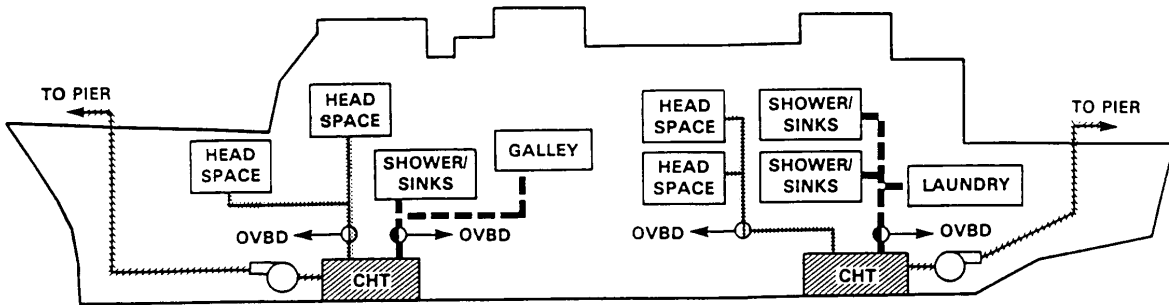 TO PIER
HEAD
SPACE
HEAD
SPACE
SHOWER/
SINKS
GALLEY
OVBD
OVBD
CHT
HEAD
SPACE
HEAD
SPACE
SHOWER/
SINKS
SHOWER/
SINKS
LAUNDRY
TO PIER
OVBD
OVBD
CHT